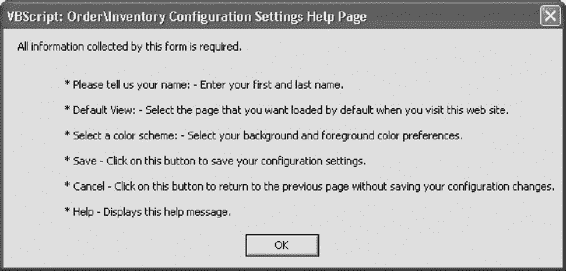 VBScript: Order\Inventory Configuration Settings Help Page
All information collected by this form is required.
* Please tell us your name: - Enter your first and last name.
* Default View: - Select the page that you want loaded by default when you visit this web site.
* Select a color scheme: - Select your background and foreground color preferences.
* Save - Click on this button to save your configuration settings.
* Cancel - Click on this button to return to the previous page without saving your configuration changes.
* Help - Displays this help message.
OK